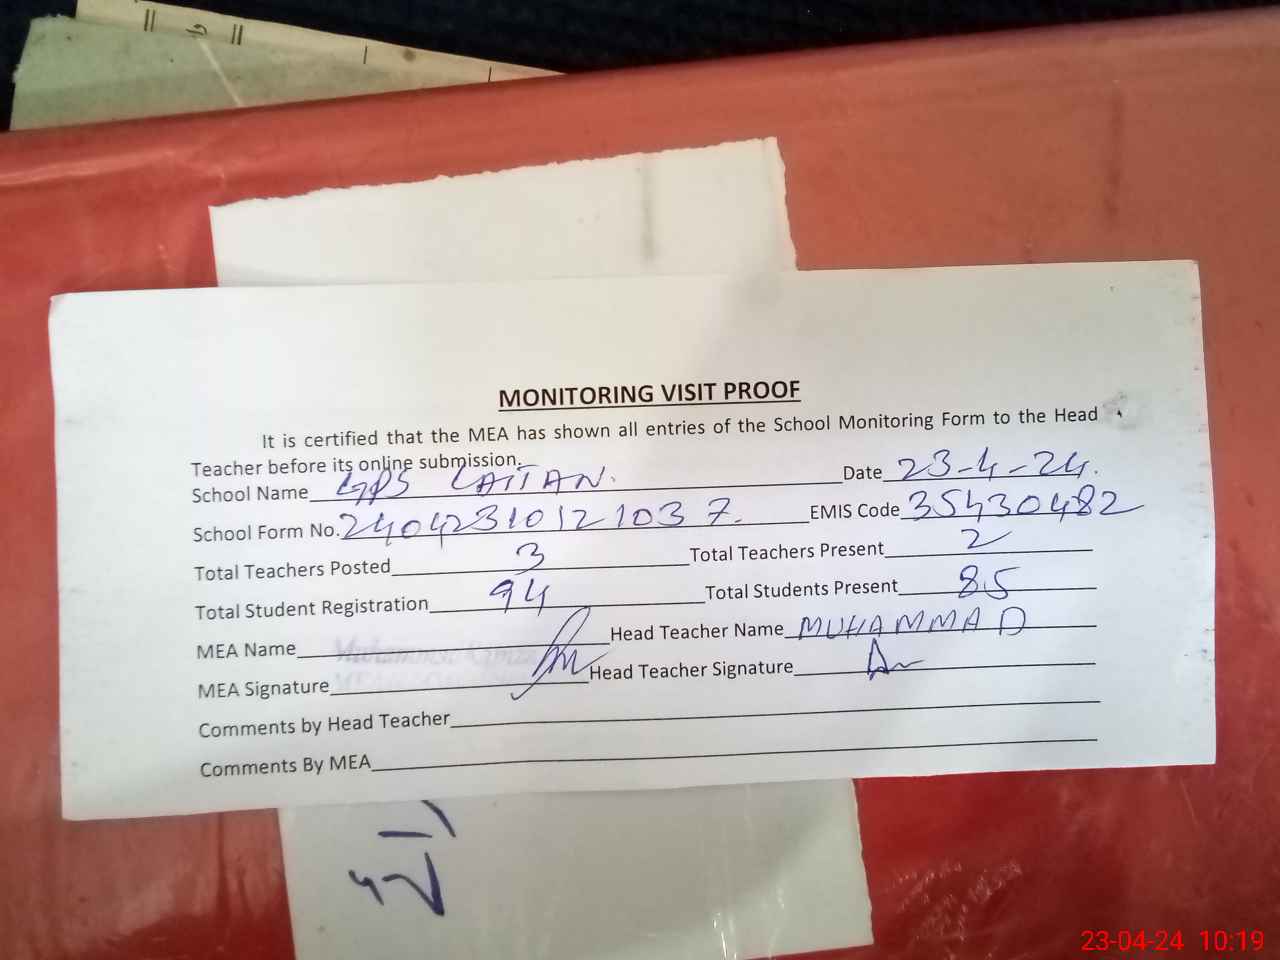 MONITORING VISIT PROOF
It is certified that the MEA has shown all entries of the School Monitoring Form to the Head
Teacher before its online submission.
School Name GPS LAITAN. Date 23-4-24.
School Form No. 24042310121037. EMIS Code 35430482
Total Teachers Posted 3 Total Teachers Present 2
Total Student Registration 94 Total Students Present 85
MEA Name Head Teacher Name MUHAMMAD
MEA Signature Head Teacher Signature
Comments by Head Teacher
Comments By MEA
23-04-24 10:19